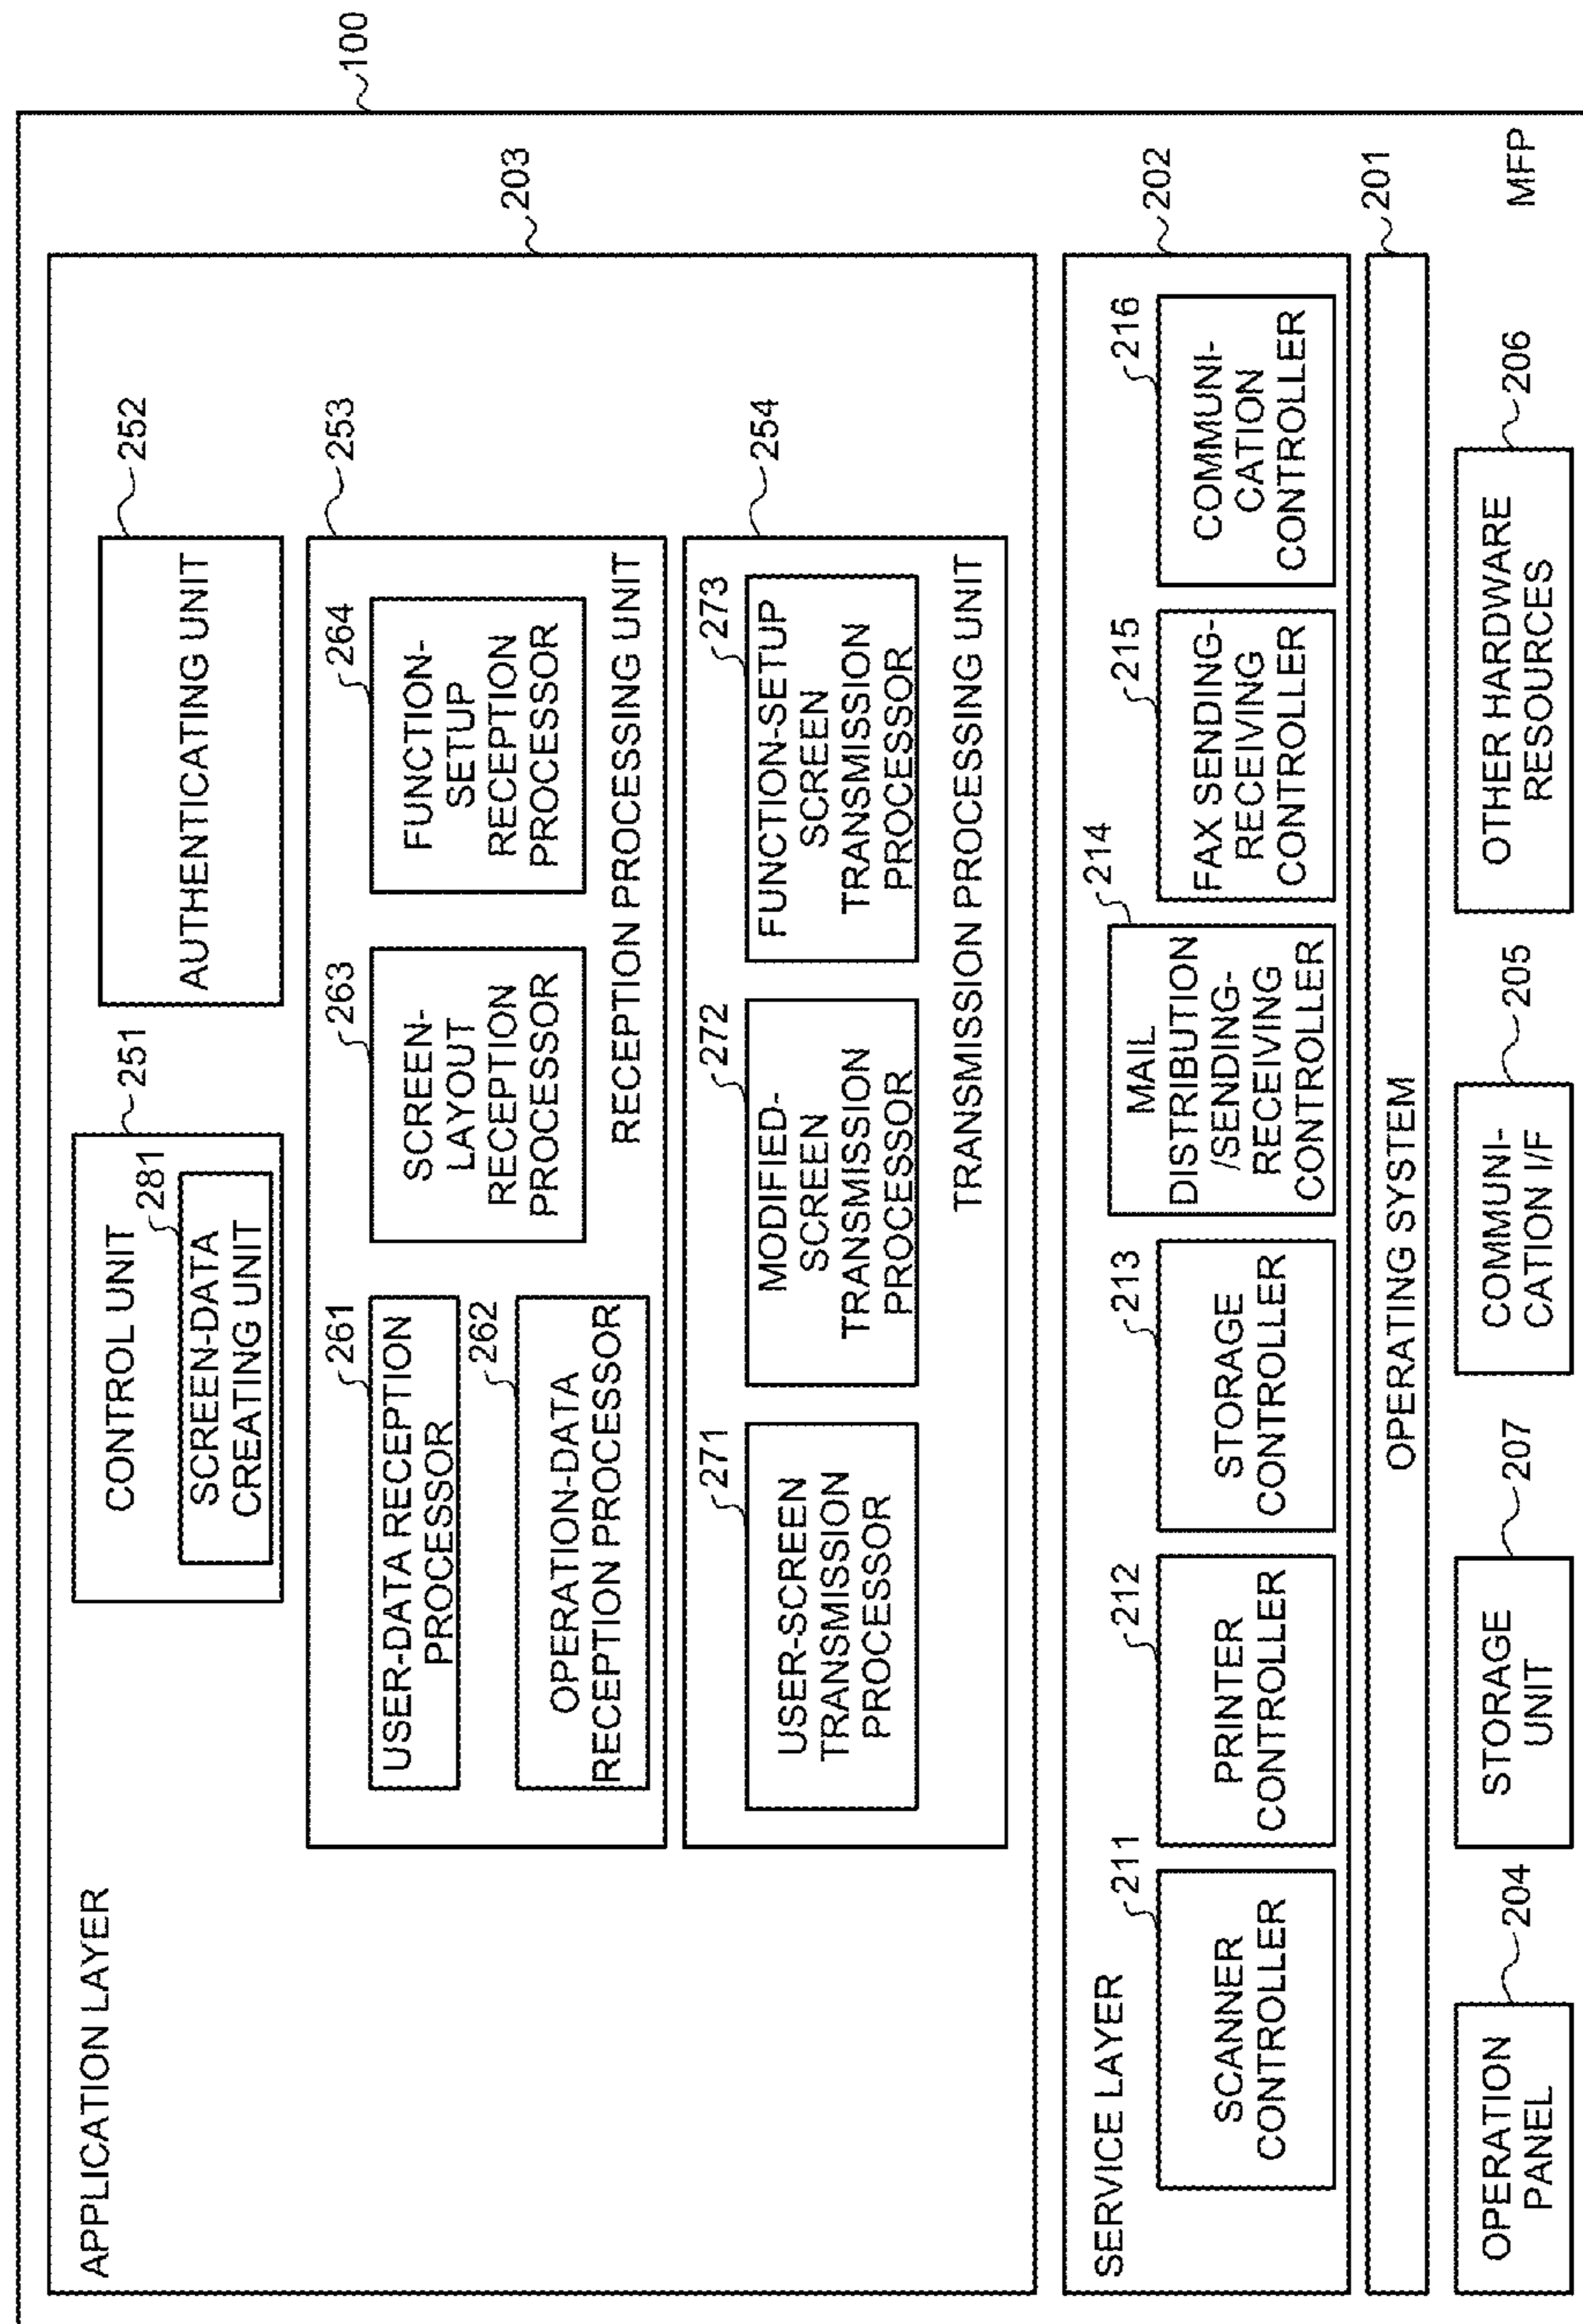 100
APPLICATION LAYER
203
CONTROL UNIT
251
SCREEN-DATA
CREATING UNIT
281
AUTHENTICATING UNIT
252
253
USER-DATA RECEPTION
PROCESSOR
261
OPERATION-DATA
RECEPTION PROCESSOR
262
SCREEN-
LAYOUT
RECEPTION
PROCESSOR
263
FUNCTION-
SETUP
RECEPTION
PROCESSOR
264
RECEPTION PROCESSING UNIT
254
USER-SCREEN
TRANSMISSION
PROCESSOR
271
MODIFIED-
SCREEN
TRANSMISSION
PROCESSOR
272
FUNCTION-SETUP
SCREEN
TRANSMISSION
PROCESSOR
273
TRANSMISSION PROCESSING UNIT
SERVICE LAYER
202
SCANNER
CONTROLLER
211
PRINTER
CONTROLLER
212
STORAGE
CONTROLLER
213
MAIL
DISTRIBUTION
/SENDING-
RECEIVING
CONTROLLER
214
FAX SENDING-
RECEIVING
CONTROLLER
215
COMMUNI-
CATION
CONTROLLER
216
OPERATING SYSTEM
201
OPERATION
PANEL
204
STORAGE
UNIT
207
COMMUNI-
CATION I/F
205
OTHER HARDWARE
RESOURCES
206
MFP